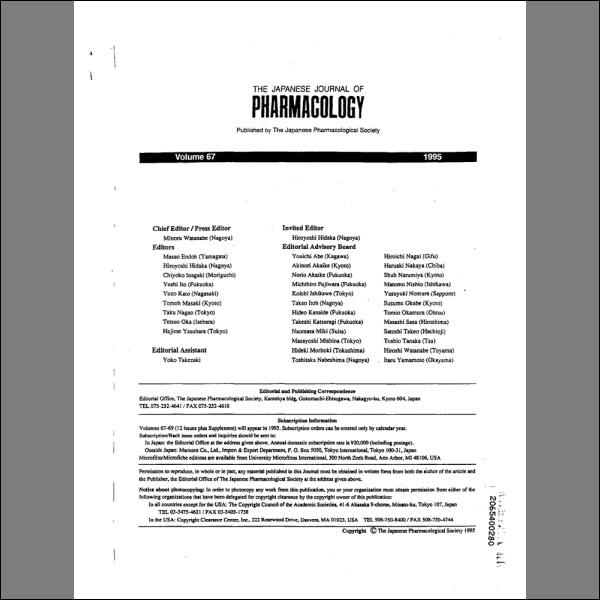 THE JAPANESE JOURNAL OF
PHARMACOLOGY
Published by The Japanese Pharmacological Society
Volume 67 1995
Chief Editor / Press Editor
Minoru Watanabe (Nagoya)
Editors
Masao Endoh (Yamagata)
Hiroyoshi Hidaka (Nagoya)
Chiyoko Inagaki (Moriguchi)
Yushi Ito (Fukuoka)
Yuzo Kato (Nagasaki)
Tomoh Masaki (Kyoto)
Taku Nagao (Tokyo)
Tetsuo Oka (Isehara)
Hajime Yasuhara (Tokyo)
Editorial Assistant
Yoko Takezaki
Invited Editor
Hiroyoshi Hidaka (Nagoya)
Editorial Advisory Board
Youichi Abe (Kagawa)
Akinori Akaike (Kyoto)
Norio Akaike (Fukuoka)
Michihiro Fujiwara (Fukuoka)
Koichi Ishikawa (Tokyo)
Takeo Itoh (Nagoya)
Hideo Kanaide (Fukuoka)
Takeshi Katsuragi (Fukuoka)
Naomasa Miki (Suita)
Masayoshi Mishina (Tokyo)
Hideki Moritoki (Tokushima)
Toshitaka Nabeshima (Nagoya)
Hiroichi Nagai (Gifu)
Haruaki Nakaya (Chiba)
Shuh Narumiya (Kyoto)
Matomo Nishio (Ishikawa)
Yasuyuki Nomura (Sapporo)
Susumu Okabe (Kyoto)
Tomio Okamura (Ohtsu)
Masashi Sasa (Hiroshima)
Satoshi Takeo (Hachioji)
Toshio Tanaka (Tsu)
Hiroshi Watanabe (Toyama)
Itaru Yamamoto (Okayama)
Editorial and Publishing Correspondence
Editorial Office, The Japanese Pharmacological Society, Kantohya bldg, Gokomachi-Ebisugawa, Nakagyo-ku, Kyoto 604, Japan
TEL 075-252-4641 / FAX 075-252-4618
Subscription Information
Volumes 67-69 (12 issues plus Supplement) will appear in 1995. Subscription orders can be entered only by calendar year.
Subscription/Back issue orders and inquiries should be sent to:
In Japan: the Editorial Office at the address given above. Annual domestic subscription rate is ¥20,000 (including postage).
Outside Japan: Maruzen Co., Ltd., Import & Export Department, P. O. Box 5050, Tokyo International, Tokyo 100-31, Japan
Microfilms/Microfiche editions are available from University Microfilms International, 300 North Zeeb Road, Ann Arbor, MI 48106, USA
Permission to reproduce, in whole or in part, any material published in this Journal must be obtained in written form from both the author of the article and
the Publisher, the Editorial Office of The Japanese Pharmacological Society at the address given above.
Notice about photocopying: In order to photocopy any work from this publication, you or your organization must obtain permission from either of the
following organizations that have been delegated for copyright clearance by the copyright owner of this publication:
In all countries except for the USA: The Copyright Council of the Academic Societies, 41-6 Akasaka 9-chome, Minato-ku, Tokyo 107, Japan
TEL 03-3475-4621 / FAX 03-3403-1738
In the USA: Copyright Clearance Center, Inc., 222 Rosewood Drive, Danvers, MA 01923, USA TEL 508-750-8400 / FAX 508-750-4744
Copyright © The Japanese Pharmacological Society 1995
2065400280